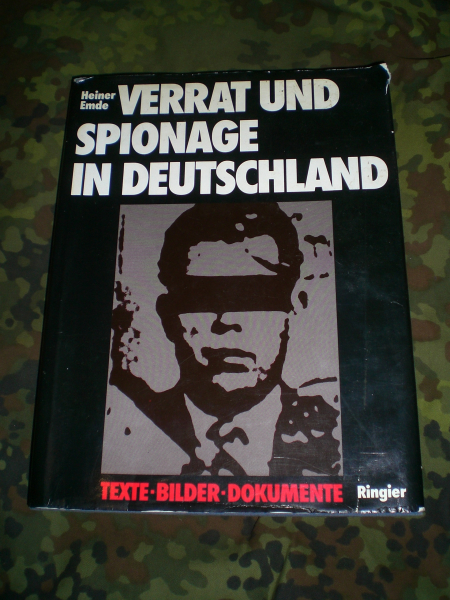 Heiner
Emde
VERRAT UND
SPIONAGE
IN DEUTSCHLAND
TEXTE·BILDER·DOKUMENTE
Ringier